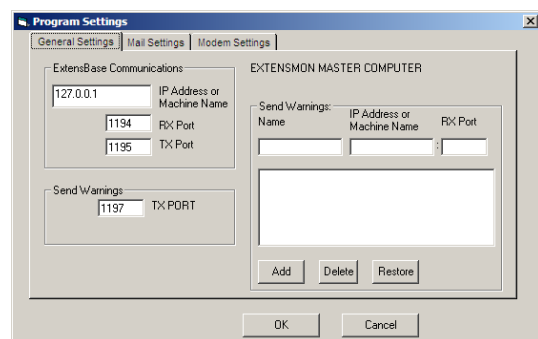 Program Settings
General Settings Mail Settings Modem Settings
ExtensBase Communications
127.0.0.1 IP Address or
Machine Name
1194 RX Port
1195 TX Port
Send Warnings
1197 TX PORT
EXTENSMON MASTER COMPUTER
Send Warnings:
Name IP Address or
Machine Name RX Port
:
Add Delete Restore
OK Cancel